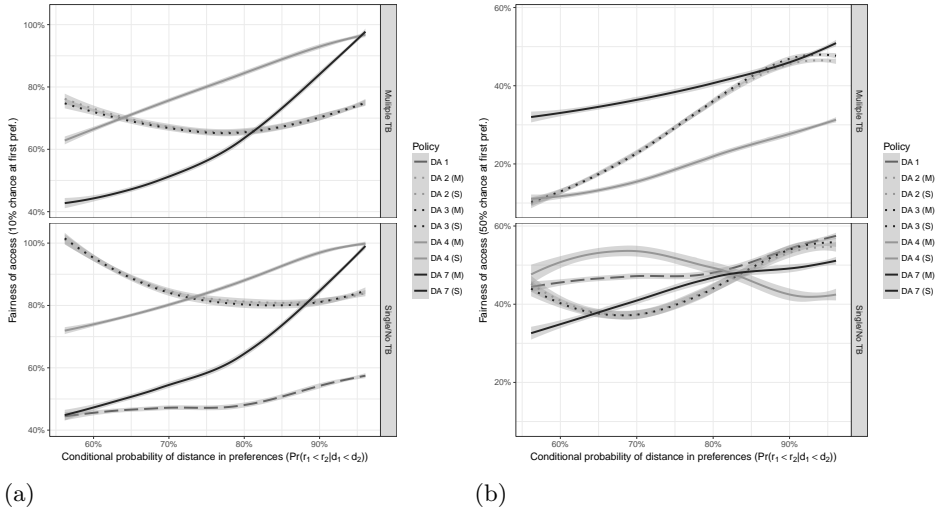 100%
80%
60%
40%
Multiple TB
100%
80%
60%
40%
Single/No TB
60%
70%
80%
90%
Fairness of access (10% chance at first pref.)
Conditional probability of distance in preferences (Pr(r₁ < r₂|d₁ < d₂))
Policy
DA 1
DA 2 (M)
DA 2 (S)
DA 3 (M)
DA 3 (S)
DA 4 (M)
DA 4 (S)
DA 7 (M)
DA 7 (S)
(a)
60%
40%
20%
Multiple TB
60%
40%
20%
Single/No TB
60%
70%
80%
90%
Fairness of access (50% chance at first pref.)
Conditional probability of distance in preferences (Pr(r₁ < r₂|d₁ < d₂))
Policy
DA 1
DA 2 (M)
DA 2 (S)
DA 3 (M)
DA 3 (S)
DA 4 (M)
DA 4 (S)
DA 7 (M)
DA 7 (S)
(b)